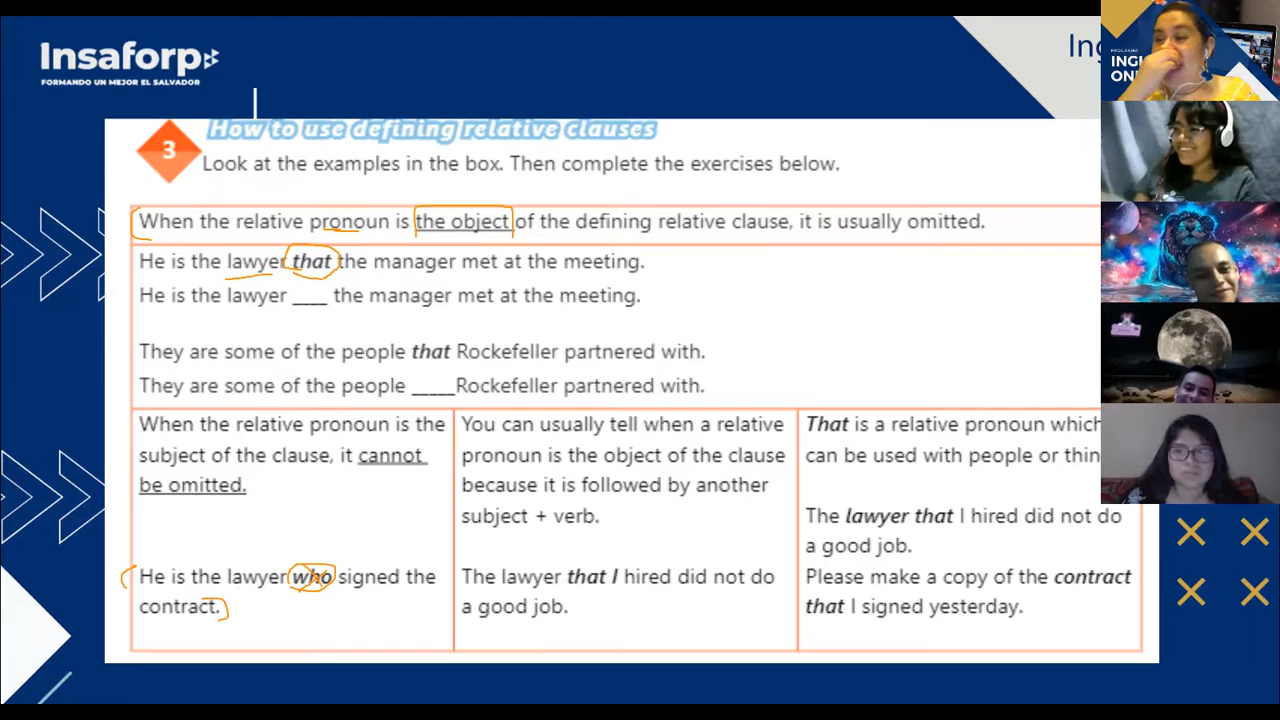 Insaforp
FORMANDO UN MEJOR EL SALVADOR
How to use defining relative clauses
3
Look at the examples in the box. Then complete the exercises below.
When the relative pronoun is the object of the defining relative clause, it is usually omitted.
He is the lawyer that the manager met at the meeting.
He is the lawyer ____ the manager met at the meeting.
They are some of the people that Rockefeller partnered with.
They are some of the people _____Rockefeller partnered with.
When the relative pronoun is the
subject of the clause, it cannot
be omitted.
He is the lawyer who signed the
contract.
You can usually tell when a relative
pronoun is the object of the clause
because it is followed by another
subject + verb.
The lawyer that I hired did not do
a good job.
That is a relative pronoun which
can be used with people or thin
The lawyer that I hired did not do
a good job.
Please make a copy of the contract
that I signed yesterday.
PROGRAMA